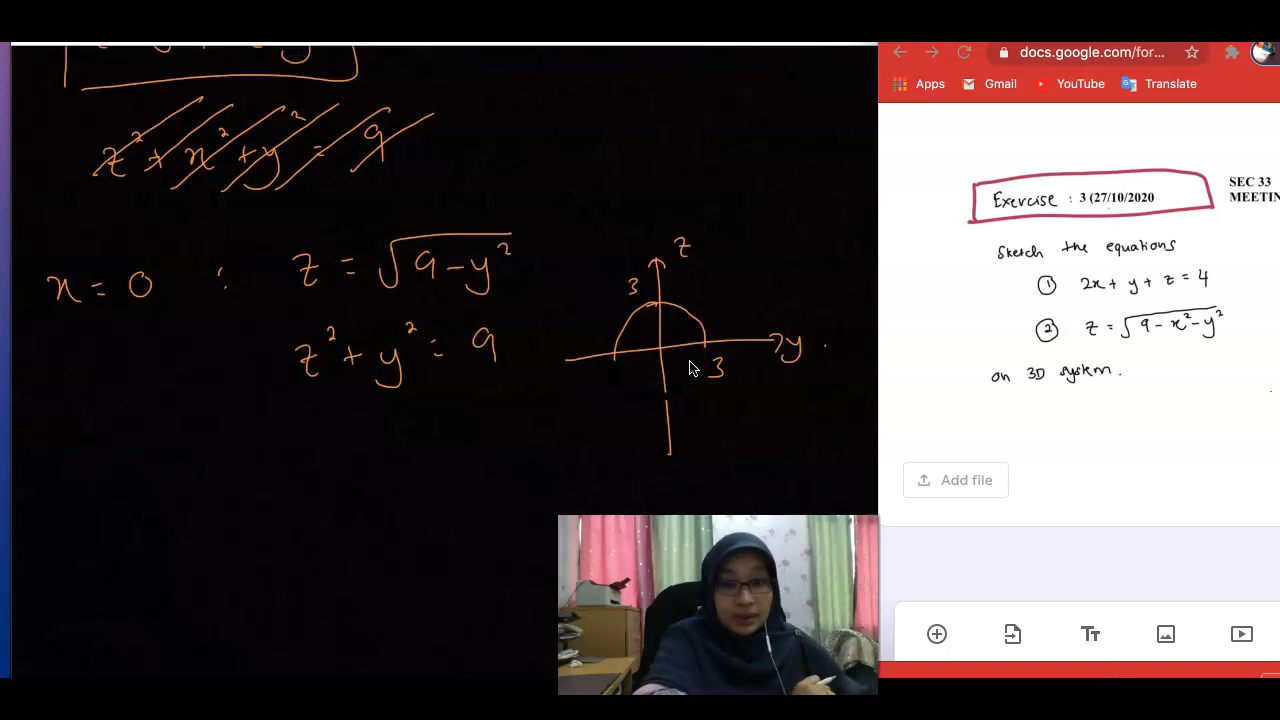 z² + x² + y² = 9
x = 0 : z = √9 - y²
z² + y² = 9
z
3
y
3
docs.google.com/for...
Apps Gmail YouTube Translate
Exercise : 3 (27/10/2020
SEC 33
MEETIN
Sketch the equations
① 2x + y + z = 4
② z = √9 - x² - y²
on 3D system.
Add file